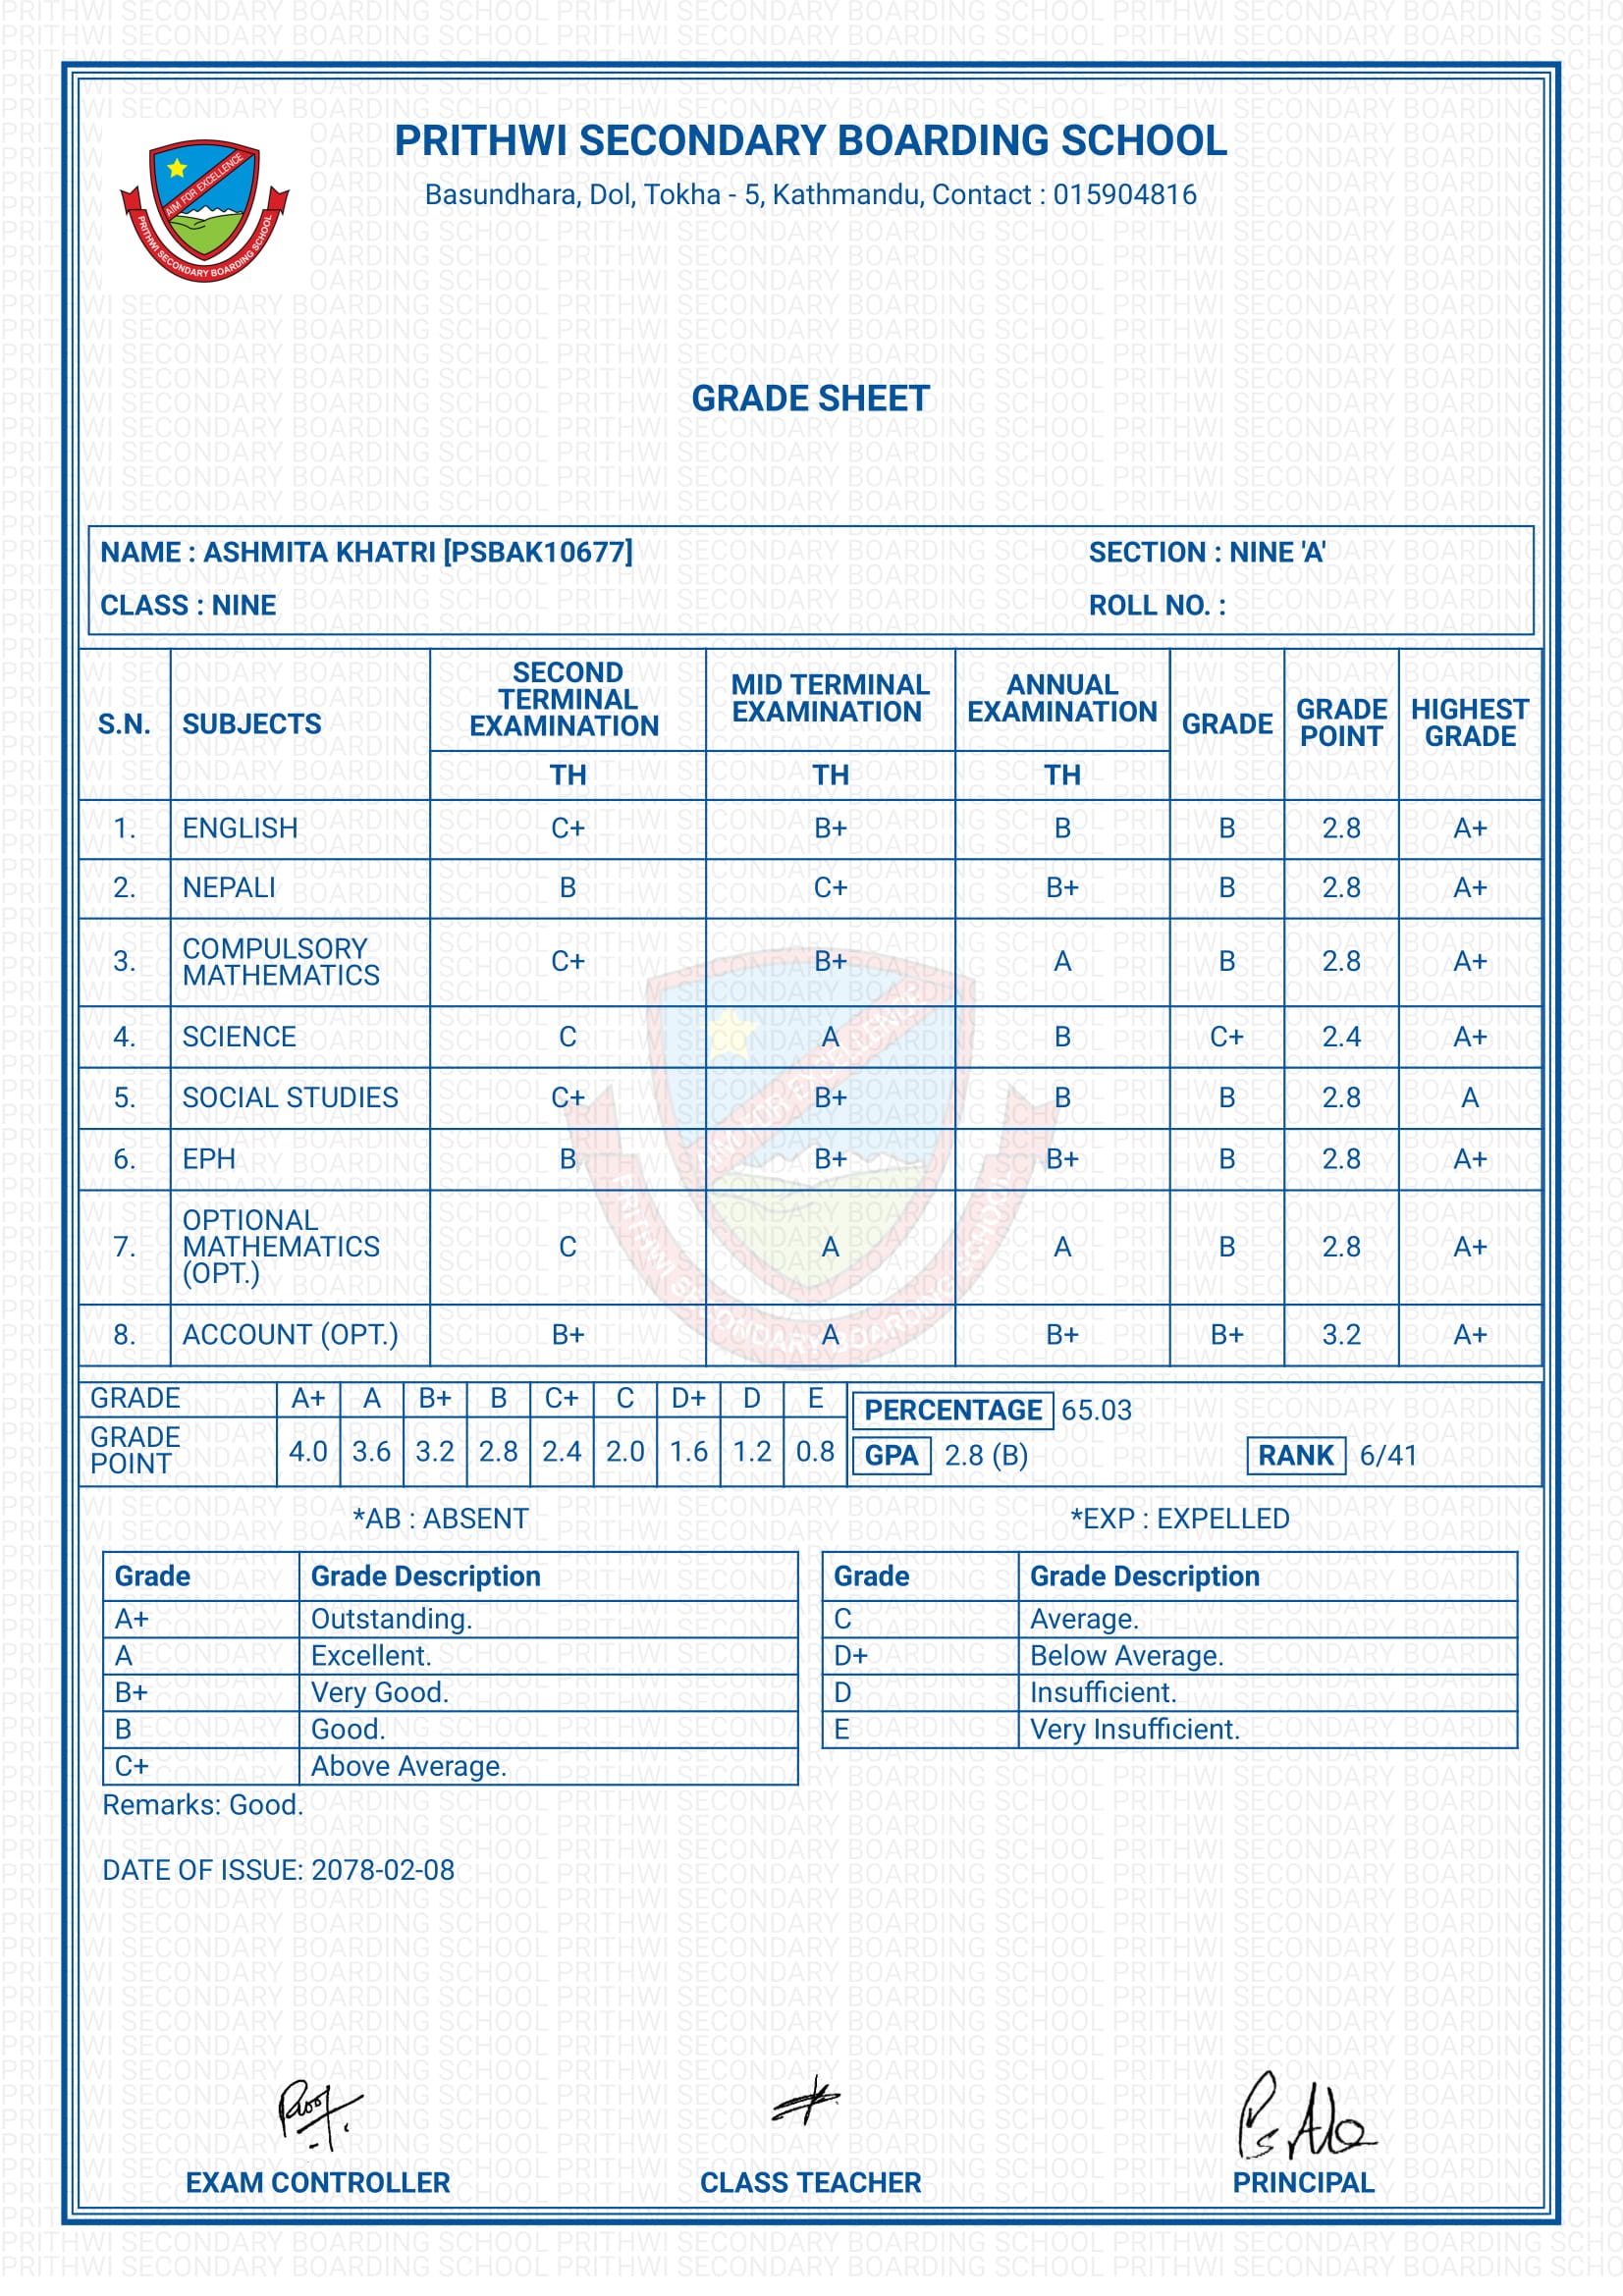 PRITHWI SECONDARY BOARDING SCHOOL
Basundhara, Dol, Tokha - 5, Kathmandu, Contact : 015904816
AIM FOR EXCELLENCE
PRITHWI SECONDARY BOARDING SCHOOL
GRADE SHEET
NAME : ASHMITA KHATRI [PSBAK10677] SECTION : NINE 'A'
CLASS : NINE ROLL NO. :
S.N. SUBJECTS SECOND TERMINAL EXAMINATION MID TERMINAL EXAMINATION ANNUAL EXAMINATION GRADE GRADE POINT HIGHEST GRADE
TH TH TH
1. ENGLISH C+ B+ B B 2.8 A+
2. NEPALI B C+ B+ B 2.8 A+
3. COMPULSORY MATHEMATICS C+ B+ A B 2.8 A+
4. SCIENCE C A B C+ 2.4 A+
5. SOCIAL STUDIES C+ B+ B B 2.8 A
6. EPH B B+ B+ B 2.8 A+
7. OPTIONAL MATHEMATICS (OPT.) C A A B 2.8 A+
8. ACCOUNT (OPT.) B+ A B+ B+ 3.2 A+
GRADE A+ A B+ B C+ C D+ D E
GRADE POINT 4.0 3.6 3.2 2.8 2.4 2.0 1.6 1.2 0.8
PERCENTAGE 65.03
GPA 2.8 (B) RANK 6/41
*AB : ABSENT *EXP : EXPELLED
Grade Grade Description
A+ Outstanding.
A Excellent.
B+ Very Good.
B Good.
C+ Above Average.
Grade Grade Description
C Average.
D+ Below Average.
D Insufficient.
E Very Insufficient.
Remarks: Good.
DATE OF ISSUE: 2078-02-08
EXAM CONTROLLER CLASS TEACHER PRINCIPAL